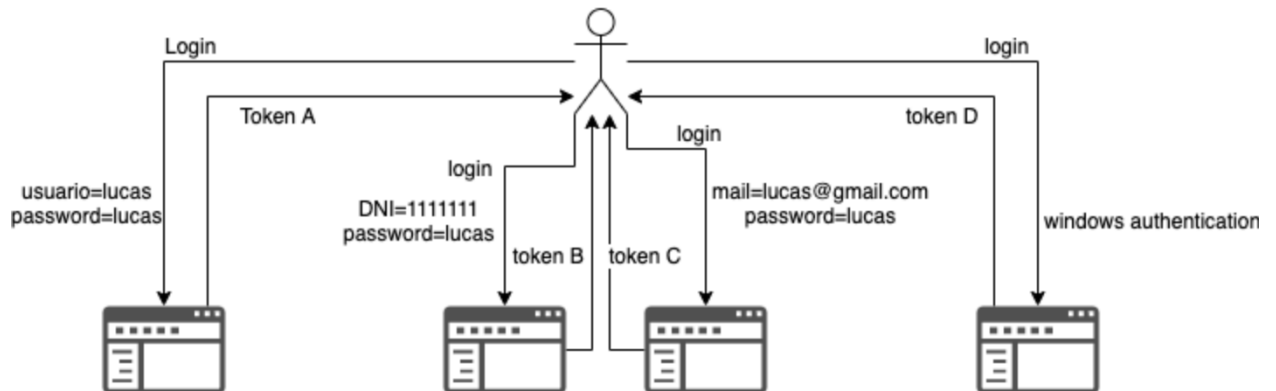 Login
login
Token A
token D
login
login
usuario=lucas
password=lucas
DNI=1111111
password=lucas
mail=lucas@gmail.com
password=lucas
windows authentication
token B
token C